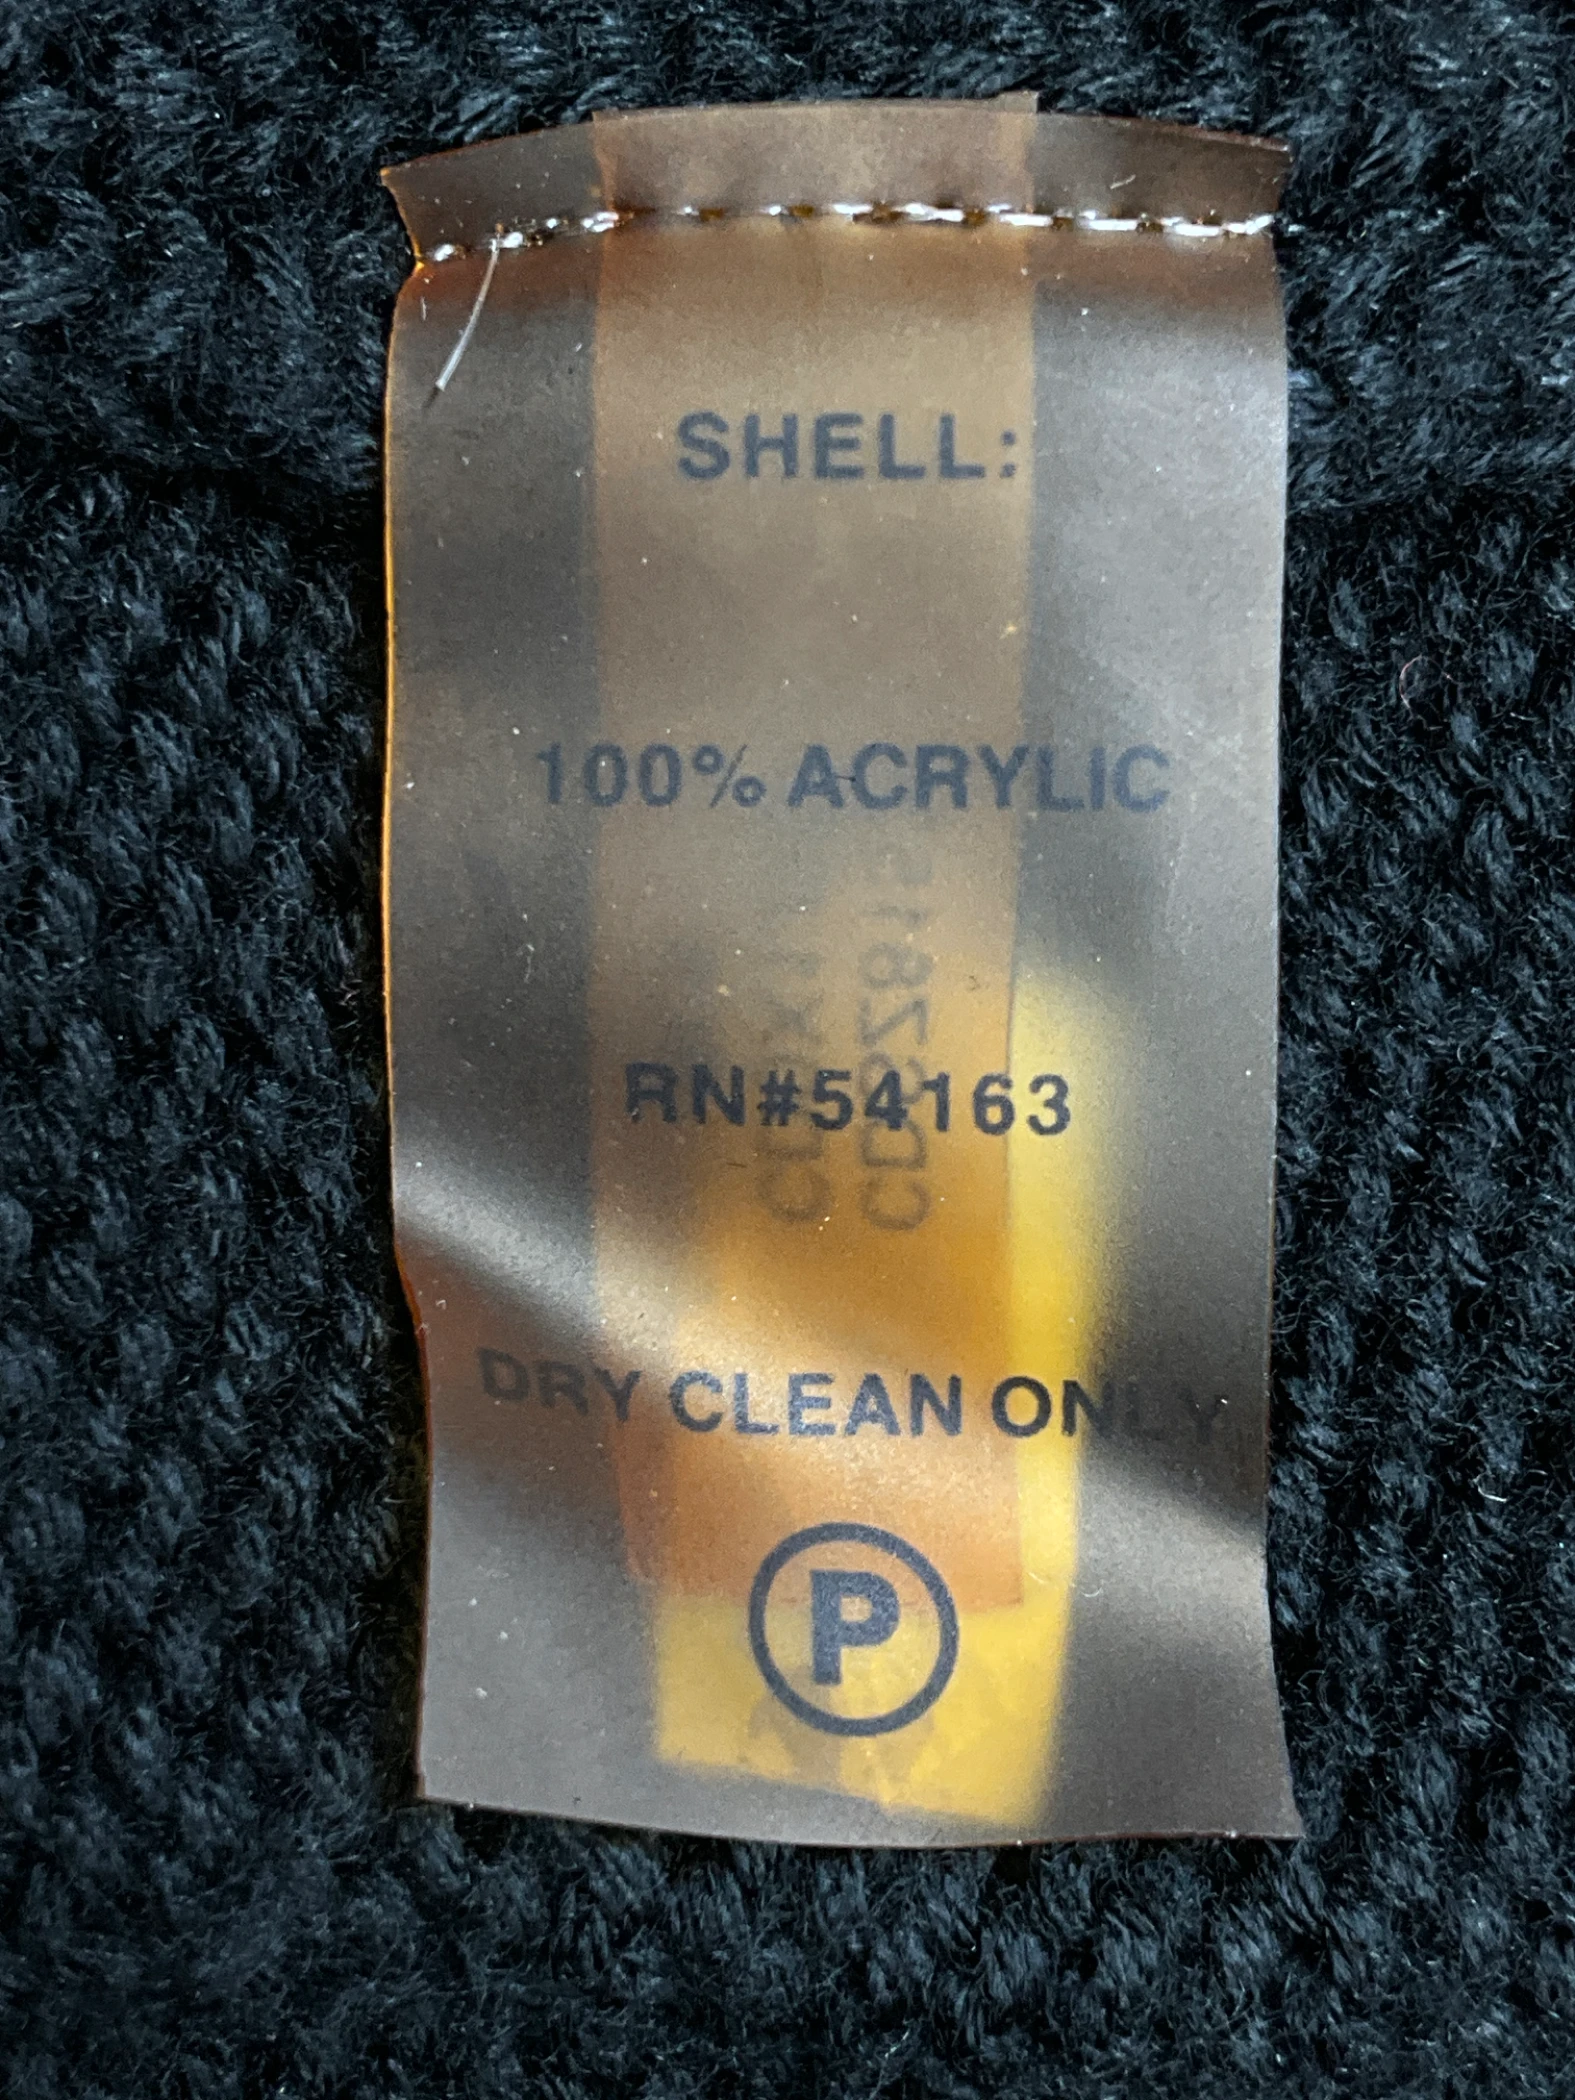 SHELL:
100% ACRYLIC
RN#54163
DRY CLEAN ONLY
P